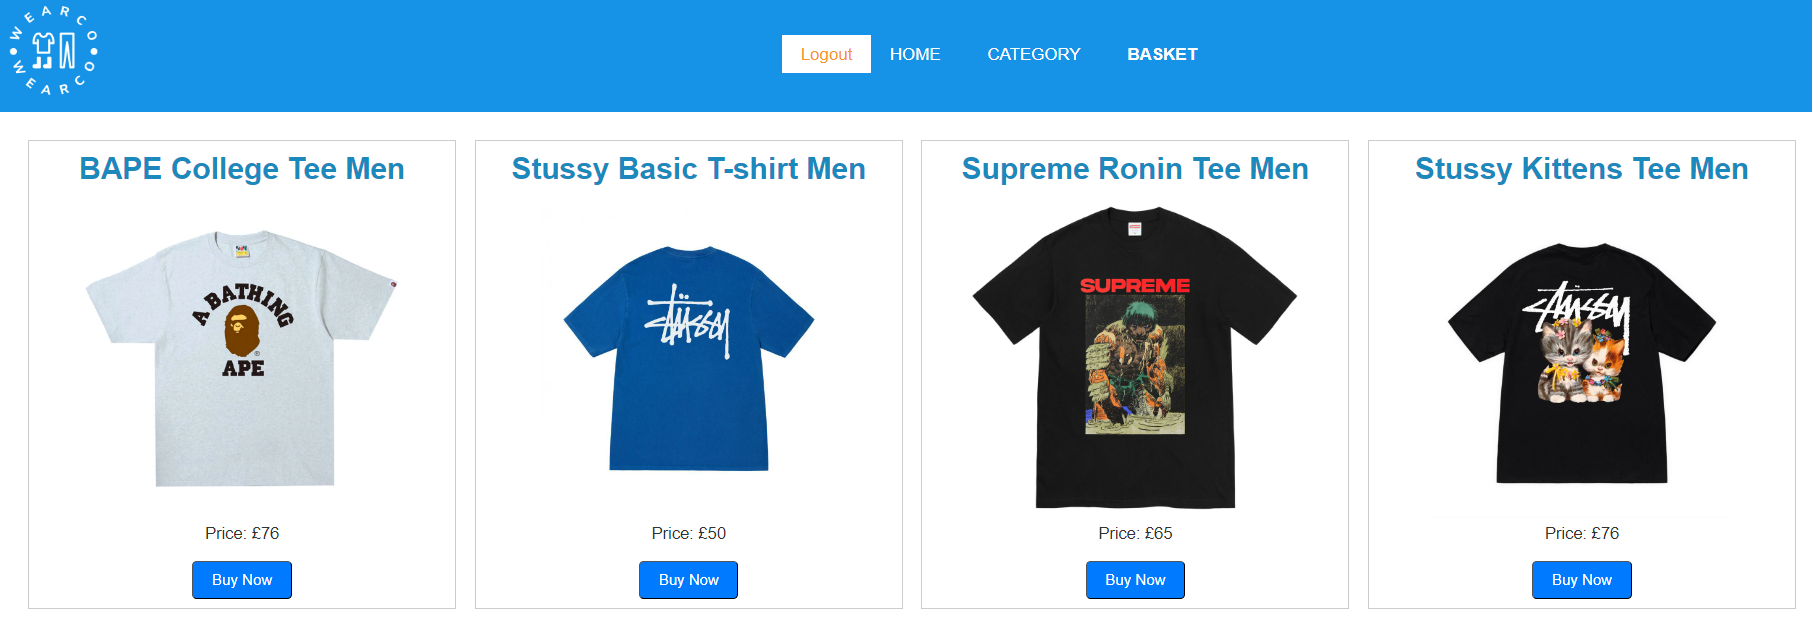 WEARCO
WEARCO
Logout HOME CATEGORY BASKET
BAPE College Tee Men
Stussy Basic T-shirt Men
Supreme Ronin Tee Men
Stussy Kittens Tee Men
A BATHING
APE
®
Stüssy
SUPREME
Stüssy
Price: £76
Price: £50
Price: £65
Price: £76
Buy Now
Buy Now
Buy Now
Buy Now